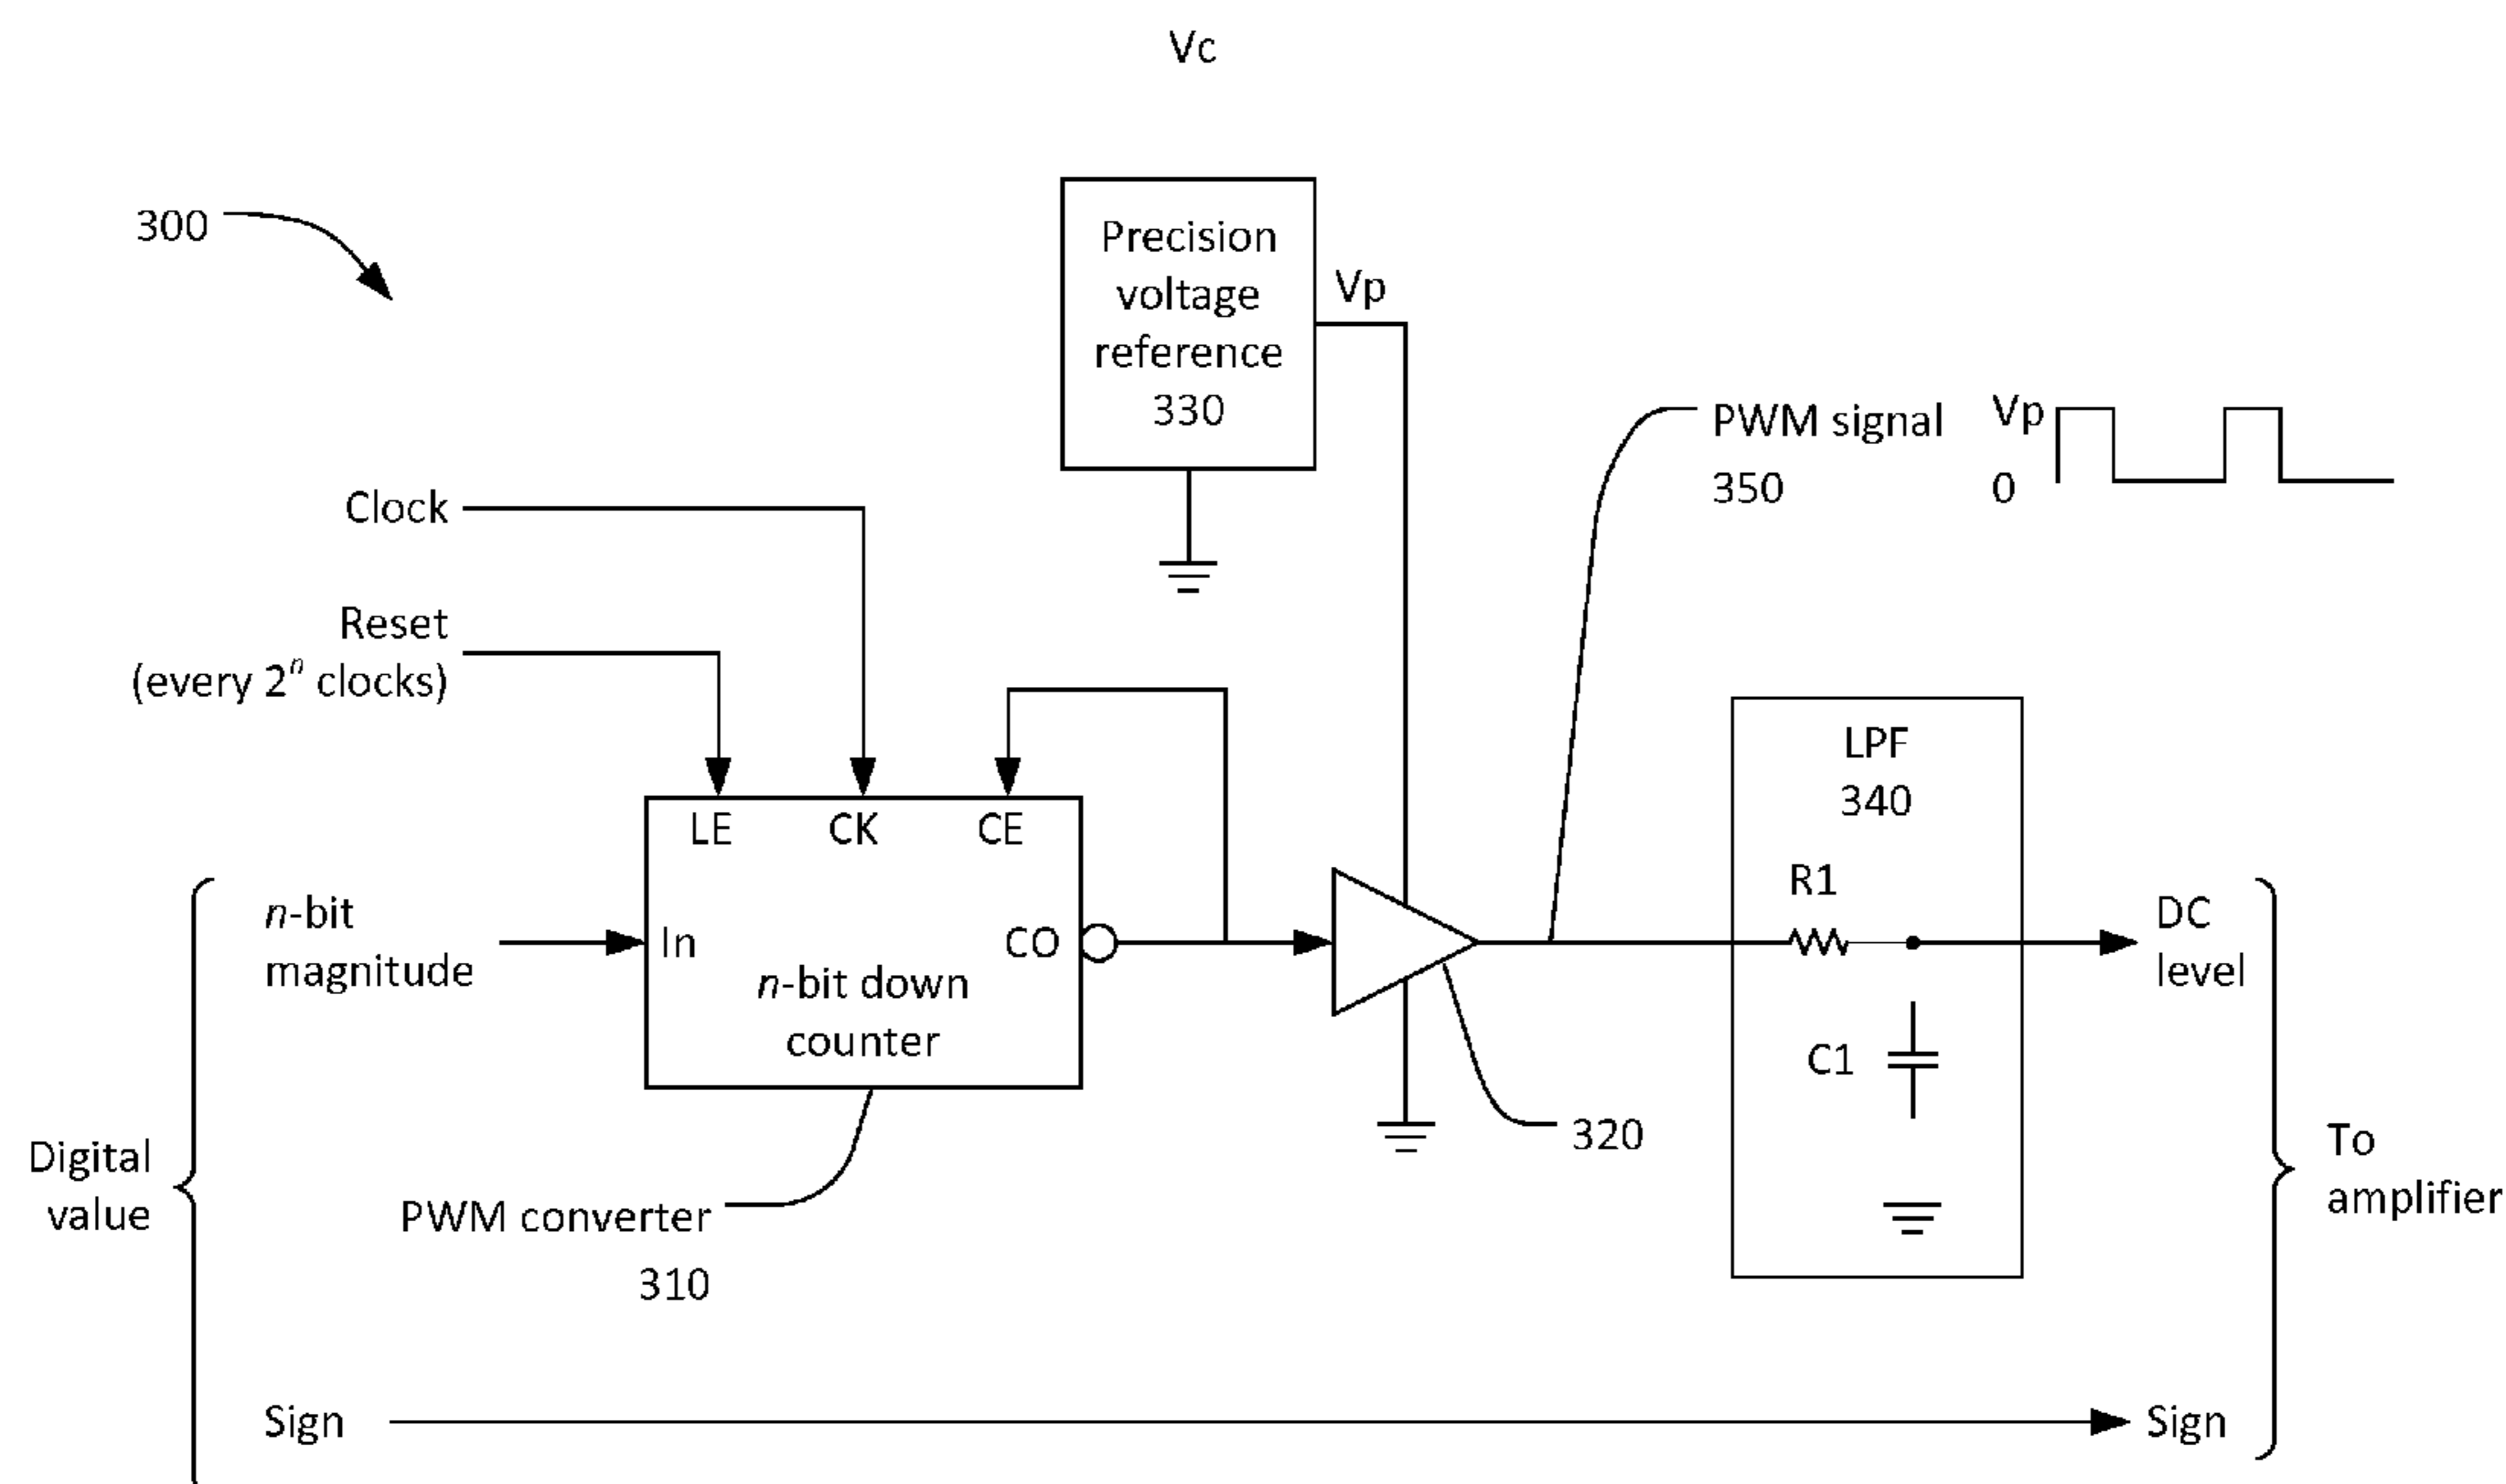 Vc
300
Precision
voltage
reference
330
Vp
PWM signal
350
Vp
0
Clock
Reset
(every 2ⁿ clocks)
LPF
340
LE CK CE
R1
n-bit
magnitude
In
CO
DC
level
n-bit down
counter
C1
320
Digital
value
To
amplifier
PWM converter
310
Sign
Sign